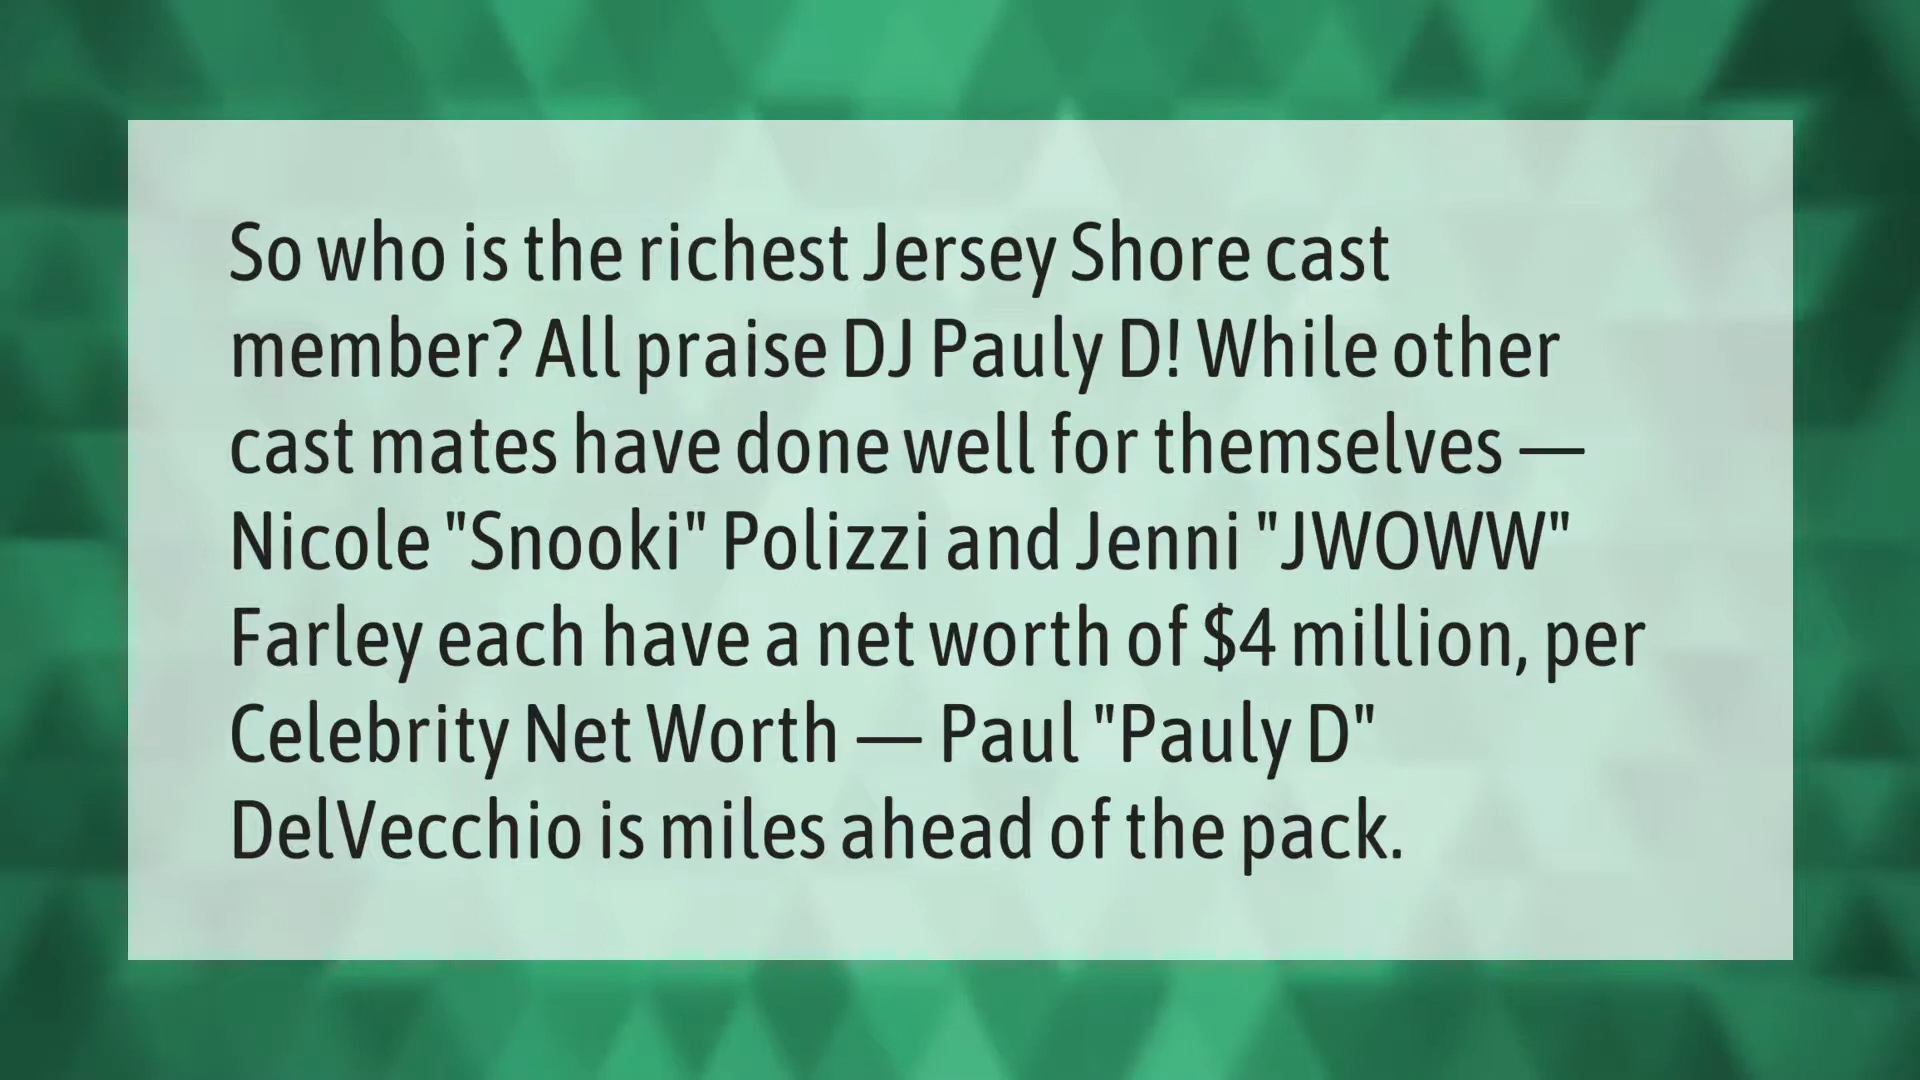 So who is the richest Jersey Shore cast
member? All praise DJ Pauly D! While other
cast mates have done well for themselves —
Nicole "Snooki" Polizzi and Jenni "JWOWW"
Farley each have a net worth of $4 million, per
Celebrity Net Worth — Paul "Pauly D"
DelVecchio is miles ahead of the pack.